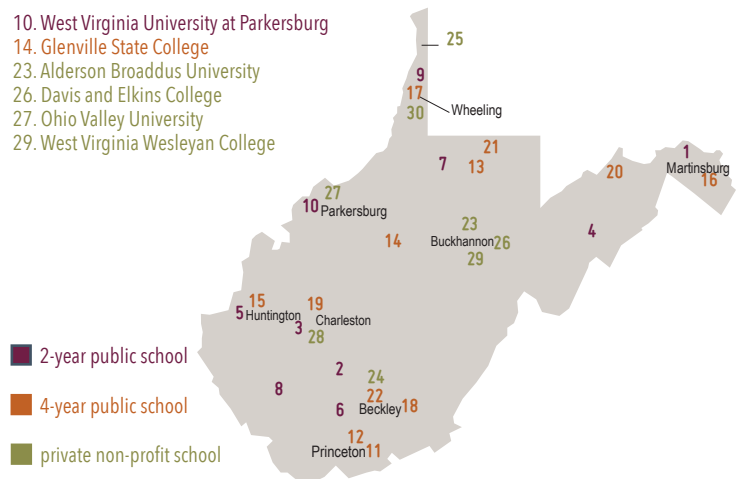 10. West Virginia University at Parkersburg
14. Glenville State College
23. Alderson Broaddus University
26. Davis and Elkins College
27. Ohio Valley University
29. West Virginia Wesleyan College
25
9
17
Wheeling
30
21
7
13
1
Martinsburg
20
16
27
10
Parkersburg
23
4
14
Buckhannon
26
29
15
19
5
Huntington
3
Charleston
28
2-year public school
2
24
8
22
4-year public school
6
Beckley
18
12
private non-profit school
Princeton
11